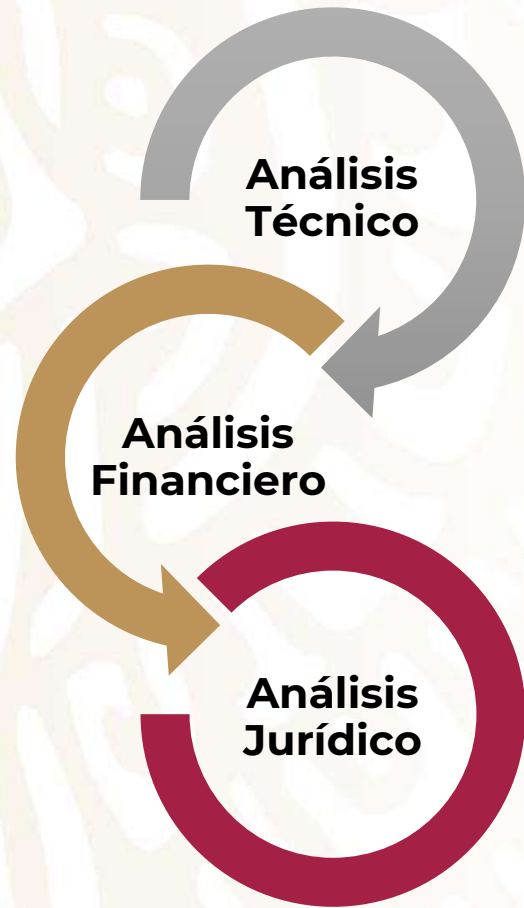 Análisis
Técnico
Análisis
Financiero
Análisis
Jurídico